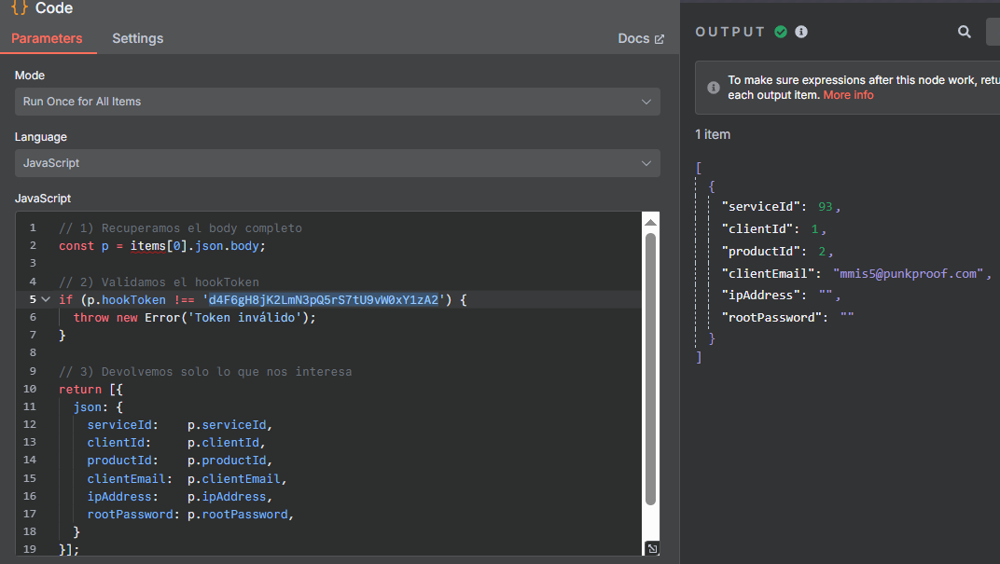 {} Code
Parameters
Settings
Docs
Mode
Run Once for All Items
Language
JavaScript
JavaScript
1 // 1) Recuperamos el body completo
2 const p = items[0].json.body;
3
4 // 2) Validamos el hookToken
5 if (p.hookToken !== 'd4F6gH8jK2LmN3pQ5rS7tU9vW0xY1zA2') {
6 throw new Error('Token inválido');
7 }
8
9 // 3) Devolvemos solo lo que nos interesa
10 return [{
11 json: {
12 serviceId: p.serviceId,
13 clientId: p.clientId,
14 productId: p.productId,
15 clientEmail: p.clientEmail,
16 ipAddress: p.ipAddress,
17 rootPassword: p.rootPassword,
18 }
19 }];
OUTPUT
To make sure expressions after this node work, retu
each output item. More info
1 item
[
{
"serviceId": 93,
"clientId": 1,
"productId": 2,
"clientEmail": "mmis5@punkproof.com",
"ipAddress": "",
"rootPassword": ""
}
]